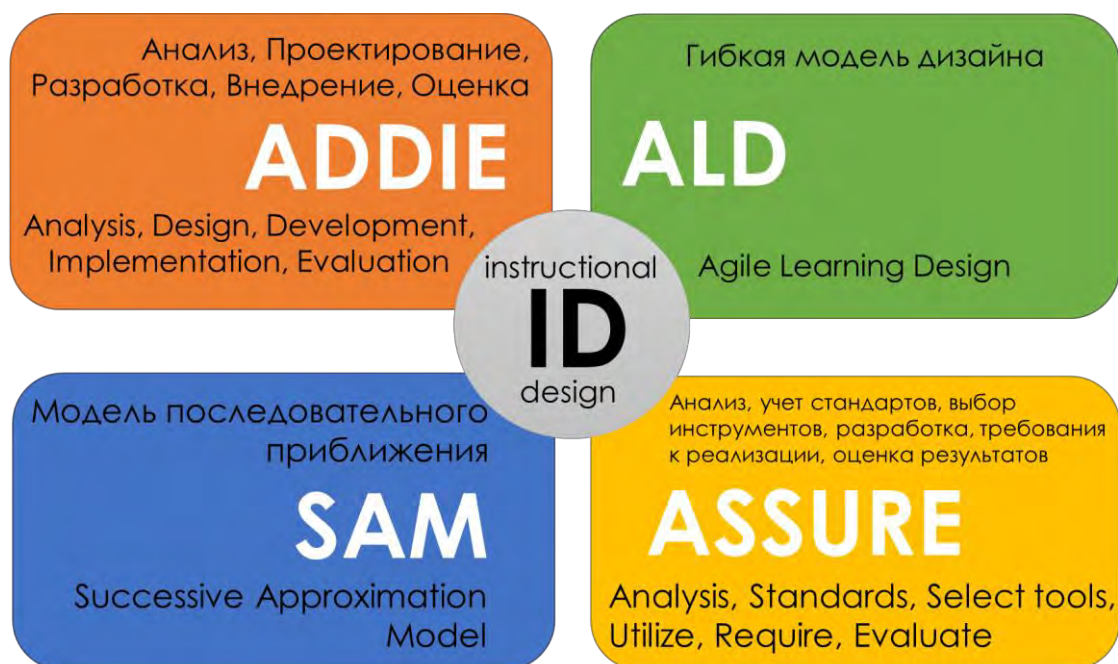 Анализ, Проектирование,
Разработка, Внедрение, Оценка
ADDIE
Analysis, Design, Development,
Implementation, Evaluation
Гибкая модель дизайна
ALD
Agile Learning Design
instructional
ID
design
Модель последовательного
приближения
SAM
Successive Approximation
Model
Анализ, учет стандартов, выбор
инструментов, разработка, требования
к реализации, оценка результатов
ASSURE
Analysis, Standards, Select tools,
Utilize, Require, Evaluate